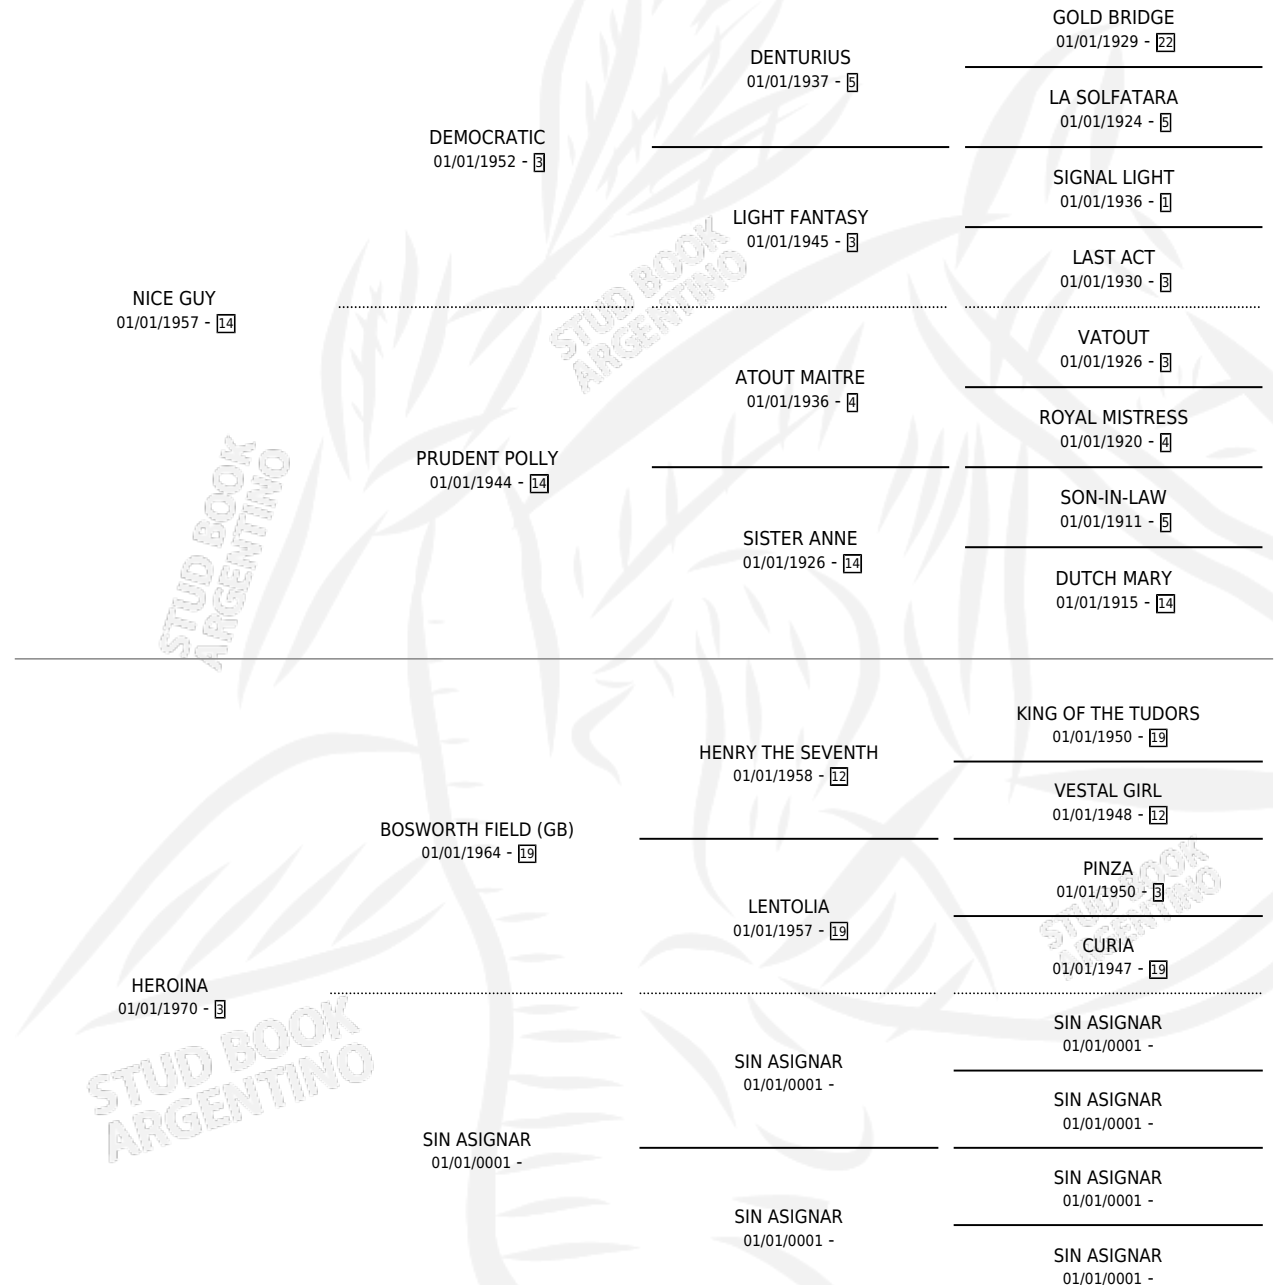 GOLD BRIDGE
01/01/1929 - 22
DENTURIUS
01/01/1937 - 5
LA SOLFATARA
01/01/1924 - 5
DEMOCRATIC
01/01/1952 - 3
SIGNAL LIGHT
01/01/1936 - 1
LIGHT FANTASY
01/01/1945 - 3
LAST ACT
01/01/1930 - 3
NICE GUY
01/01/1957 - 14
VATOUT
01/01/1926 - 3
ATOUT MAITRE
01/01/1936 - 4
ROYAL MISTRESS
01/01/1920 - 4
PRUDENT POLLY
01/01/1944 - 14
SON-IN-LAW
01/01/1911 - 5
SISTER ANNE
01/01/1926 - 14
DUTCH MARY
01/01/1915 - 14
STUD BOOK
ARGENTINO
STUD BOOK
ARGENTINO
KING OF THE TUDORS
01/01/1950 - 19
HENRY THE SEVENTH
01/01/1958 - 12
VESTAL GIRL
01/01/1948 - 12
BOSWORTH FIELD (GB)
01/01/1964 - 19
PINZA
01/01/1950 - 3
LENTOLIA
01/01/1957 - 19
CURIA
01/01/1947 - 19
HEROINA
01/01/1970 - 3
SIN ASIGNAR
01/01/0001 -
SIN ASIGNAR
01/01/0001 -
SIN ASIGNAR
01/01/0001 -
SIN ASIGNAR
01/01/0001 -
SIN ASIGNAR
01/01/0001 -
SIN ASIGNAR
01/01/0001 -
SIN ASIGNAR
01/01/0001 -
STUD BOOK
ARGENTINO
STUD BOOK
ARGENTINO